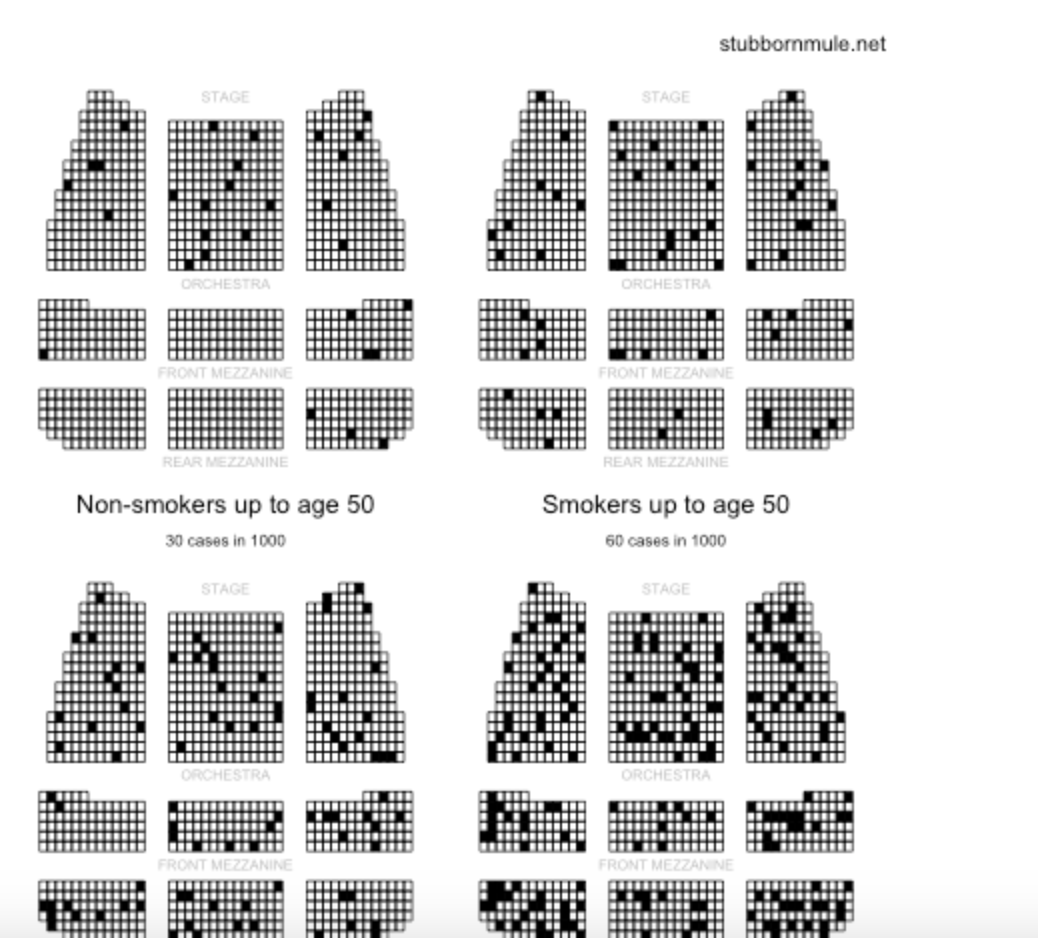 stubbornmule.net
STAGE STAGE
ORCHESTRA ORCHESTRA
FRONT MEZZANINE FRONT MEZZANINE
REAR MEZZANINE REAR MEZZANINE
Non-smokers up to age 50 Smokers up to age 50
30 cases in 1000 60 cases in 1000
STAGE STAGE
ORCHESTRA ORCHESTRA
FRONT MEZZANINE FRONT MEZZANINE